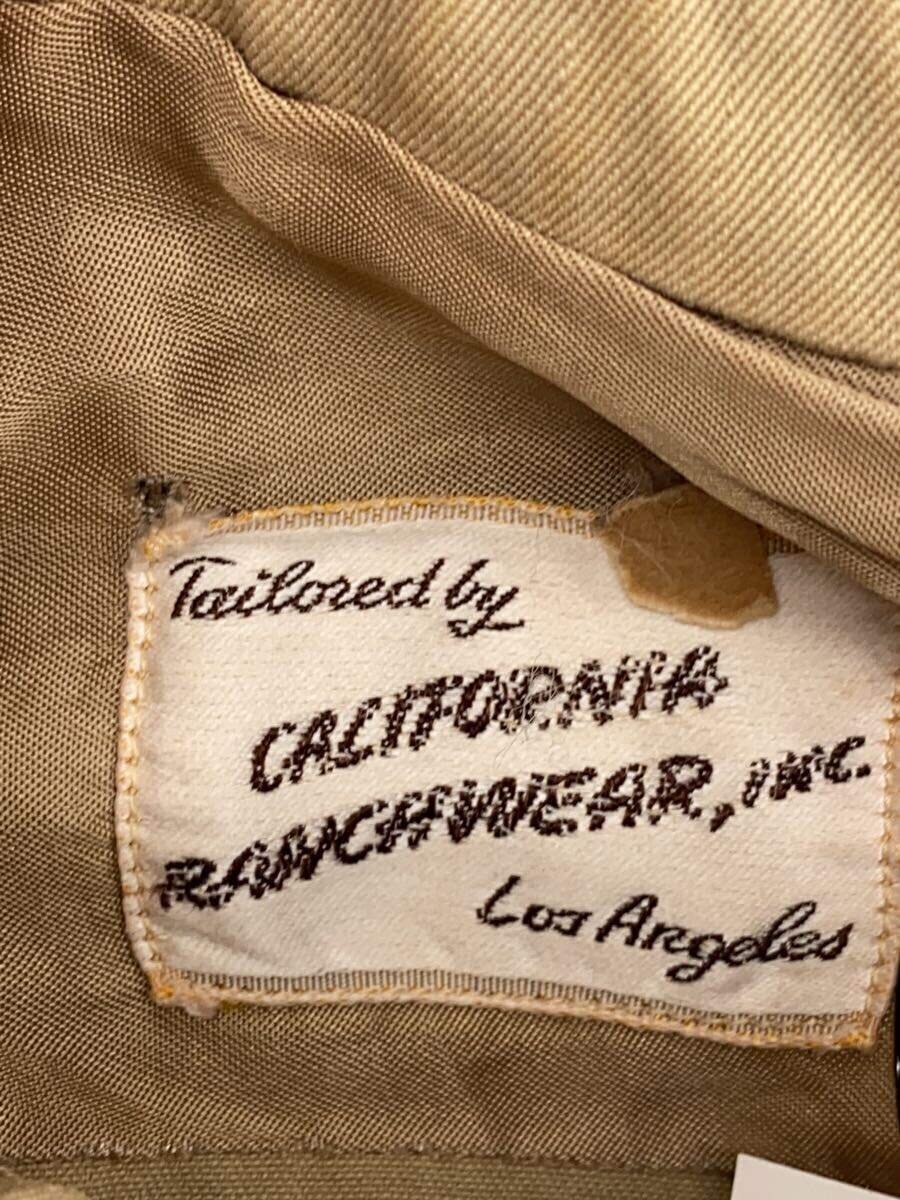 Tailored by
CALIFORNIA
RANCHWEAR, INC.
Los Angeles